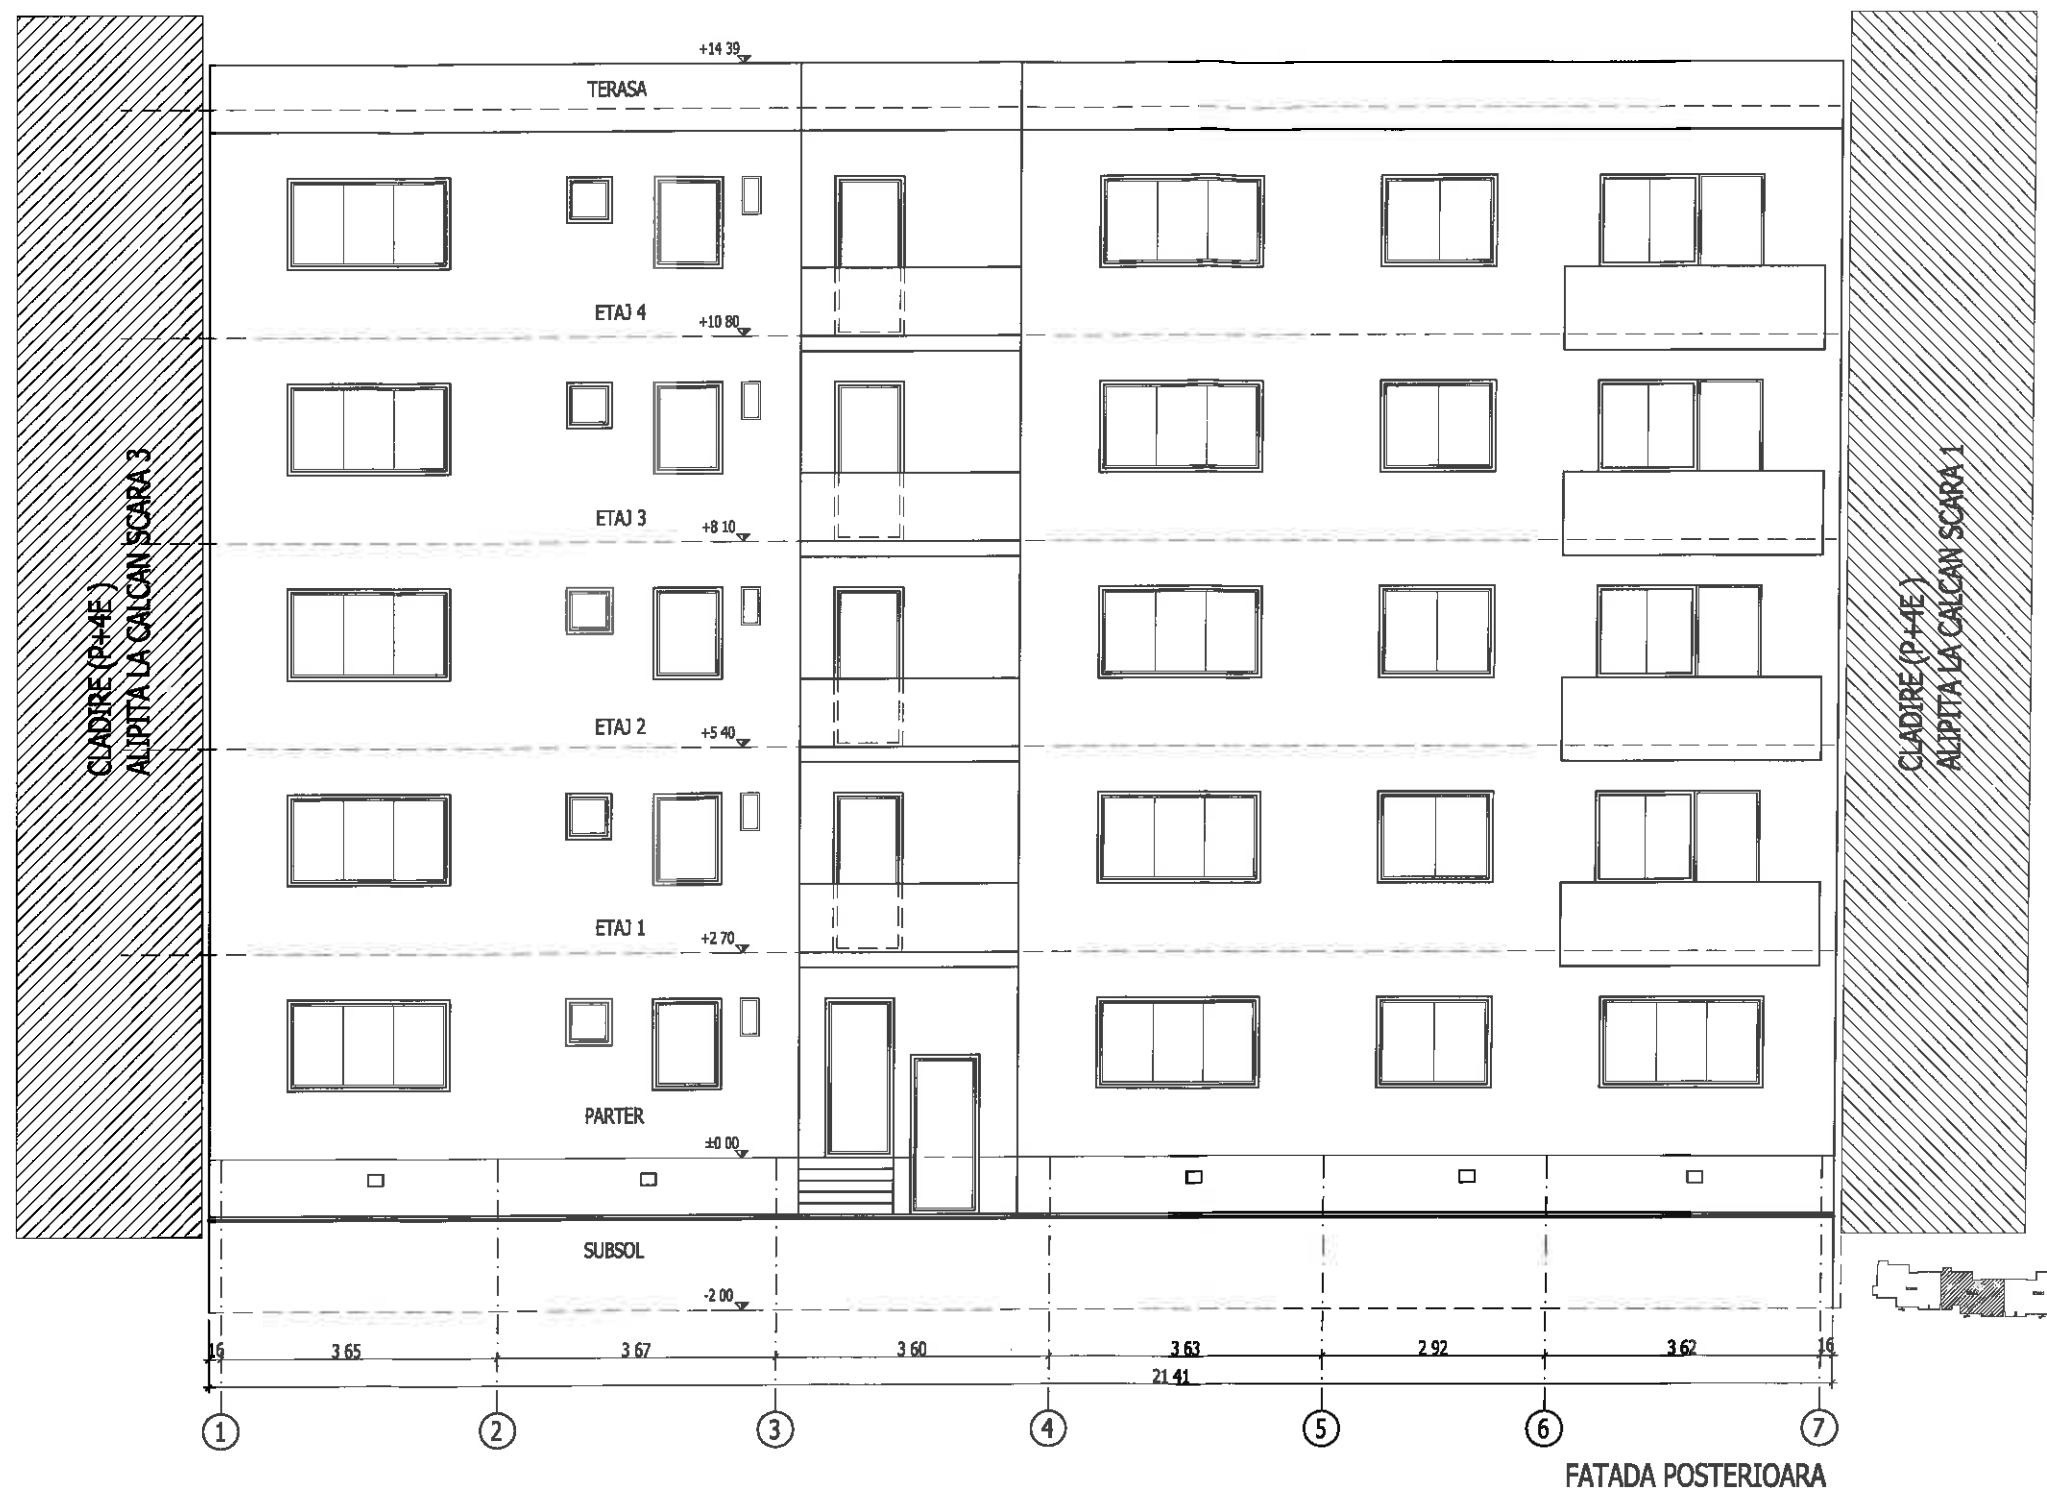 +14 39
TERASA
ETAJ 4
+10 80
ETAJ 3
+8 10
ETAJ 2
+5 40
ETAJ 1
+2 70
PARTER
±0 00
SUBSOL
-2 00
CLADIRE (P+4E )
ALIPITA LA CALCAN SCARA 3
CLADIRE (P+4E )
ALIPITA LA CALCAN SCARA 1
16 3 65 3 67 3 60 3 63 2 92 3 62 16
21 41
1 2 3 4 5 6 7
FATADA POSTERIOARA